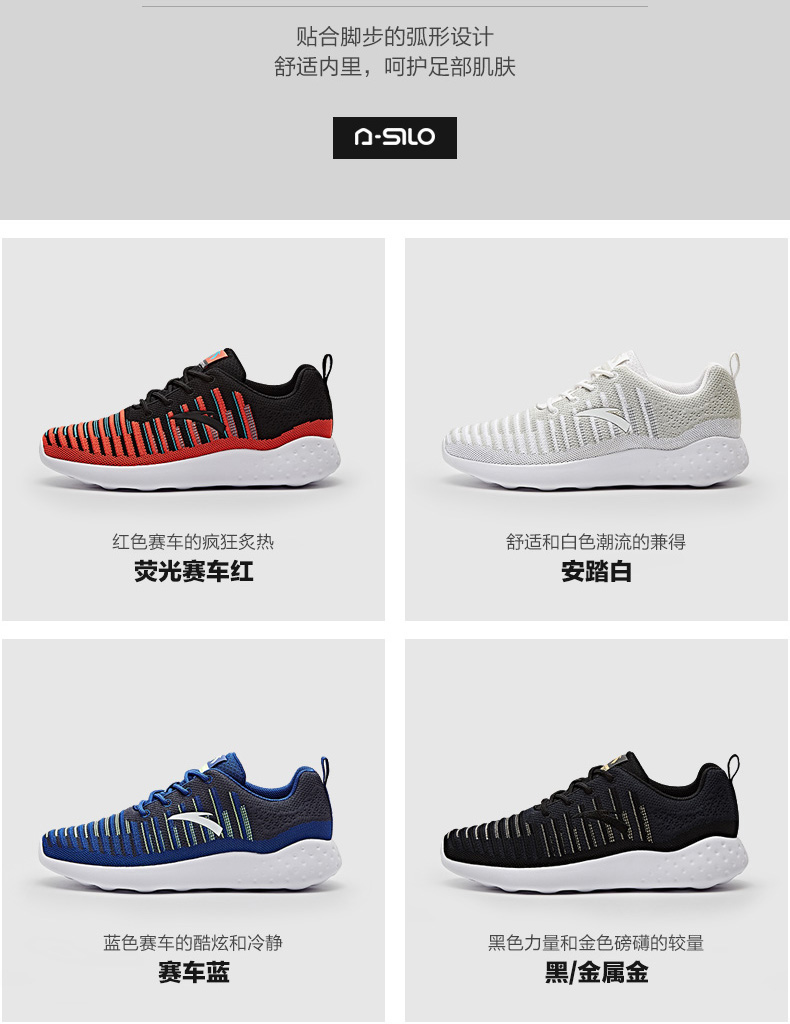 贴合脚步的弧形设计
舒适内里，呵护足部肌肤
A-SILO
红色赛车的疯狂炙热
荧光赛车红
舒适和白色潮流的兼得
安踏白
蓝色赛车的酷炫和冷静
赛车蓝
黑色力量和金色磅礴的较量
黑/金属金